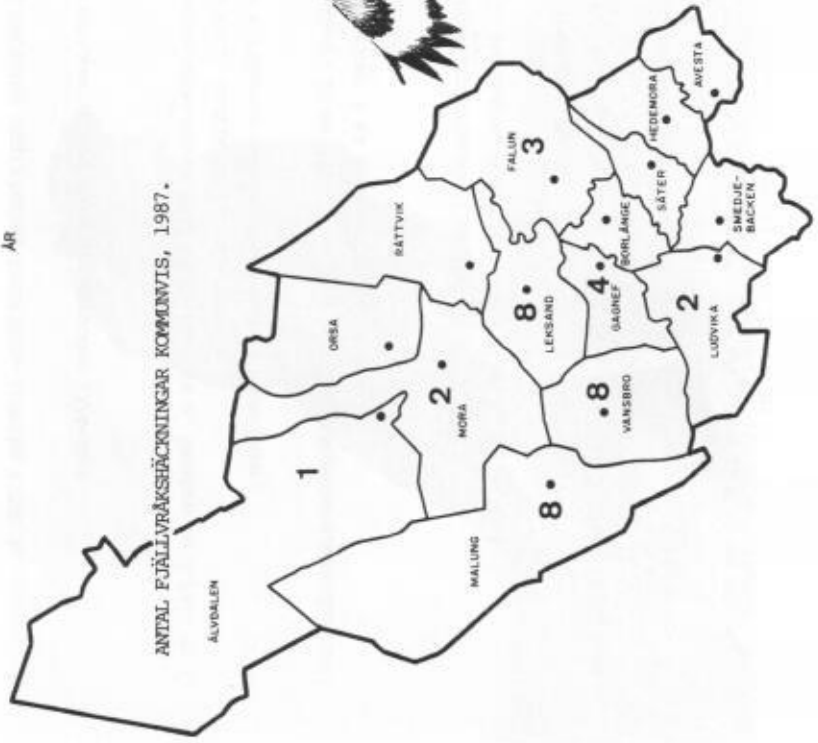 ÅR
ANTAL FJÄLLVRÅKSHÄCKNINGAR KOMMUNVIS, 1987.
ÄLVDALEN
1
ORSA
RÄTTVIK
MORA
2
MALUNG
8
FALUN
3
LEKSAND
8
VANSBRO
8
GAGNEF
4
BORLÄNGE
SÄTER
HEDEMORA
AVESTA
LUDVIKA
2
SMEDJE-
BACKEN